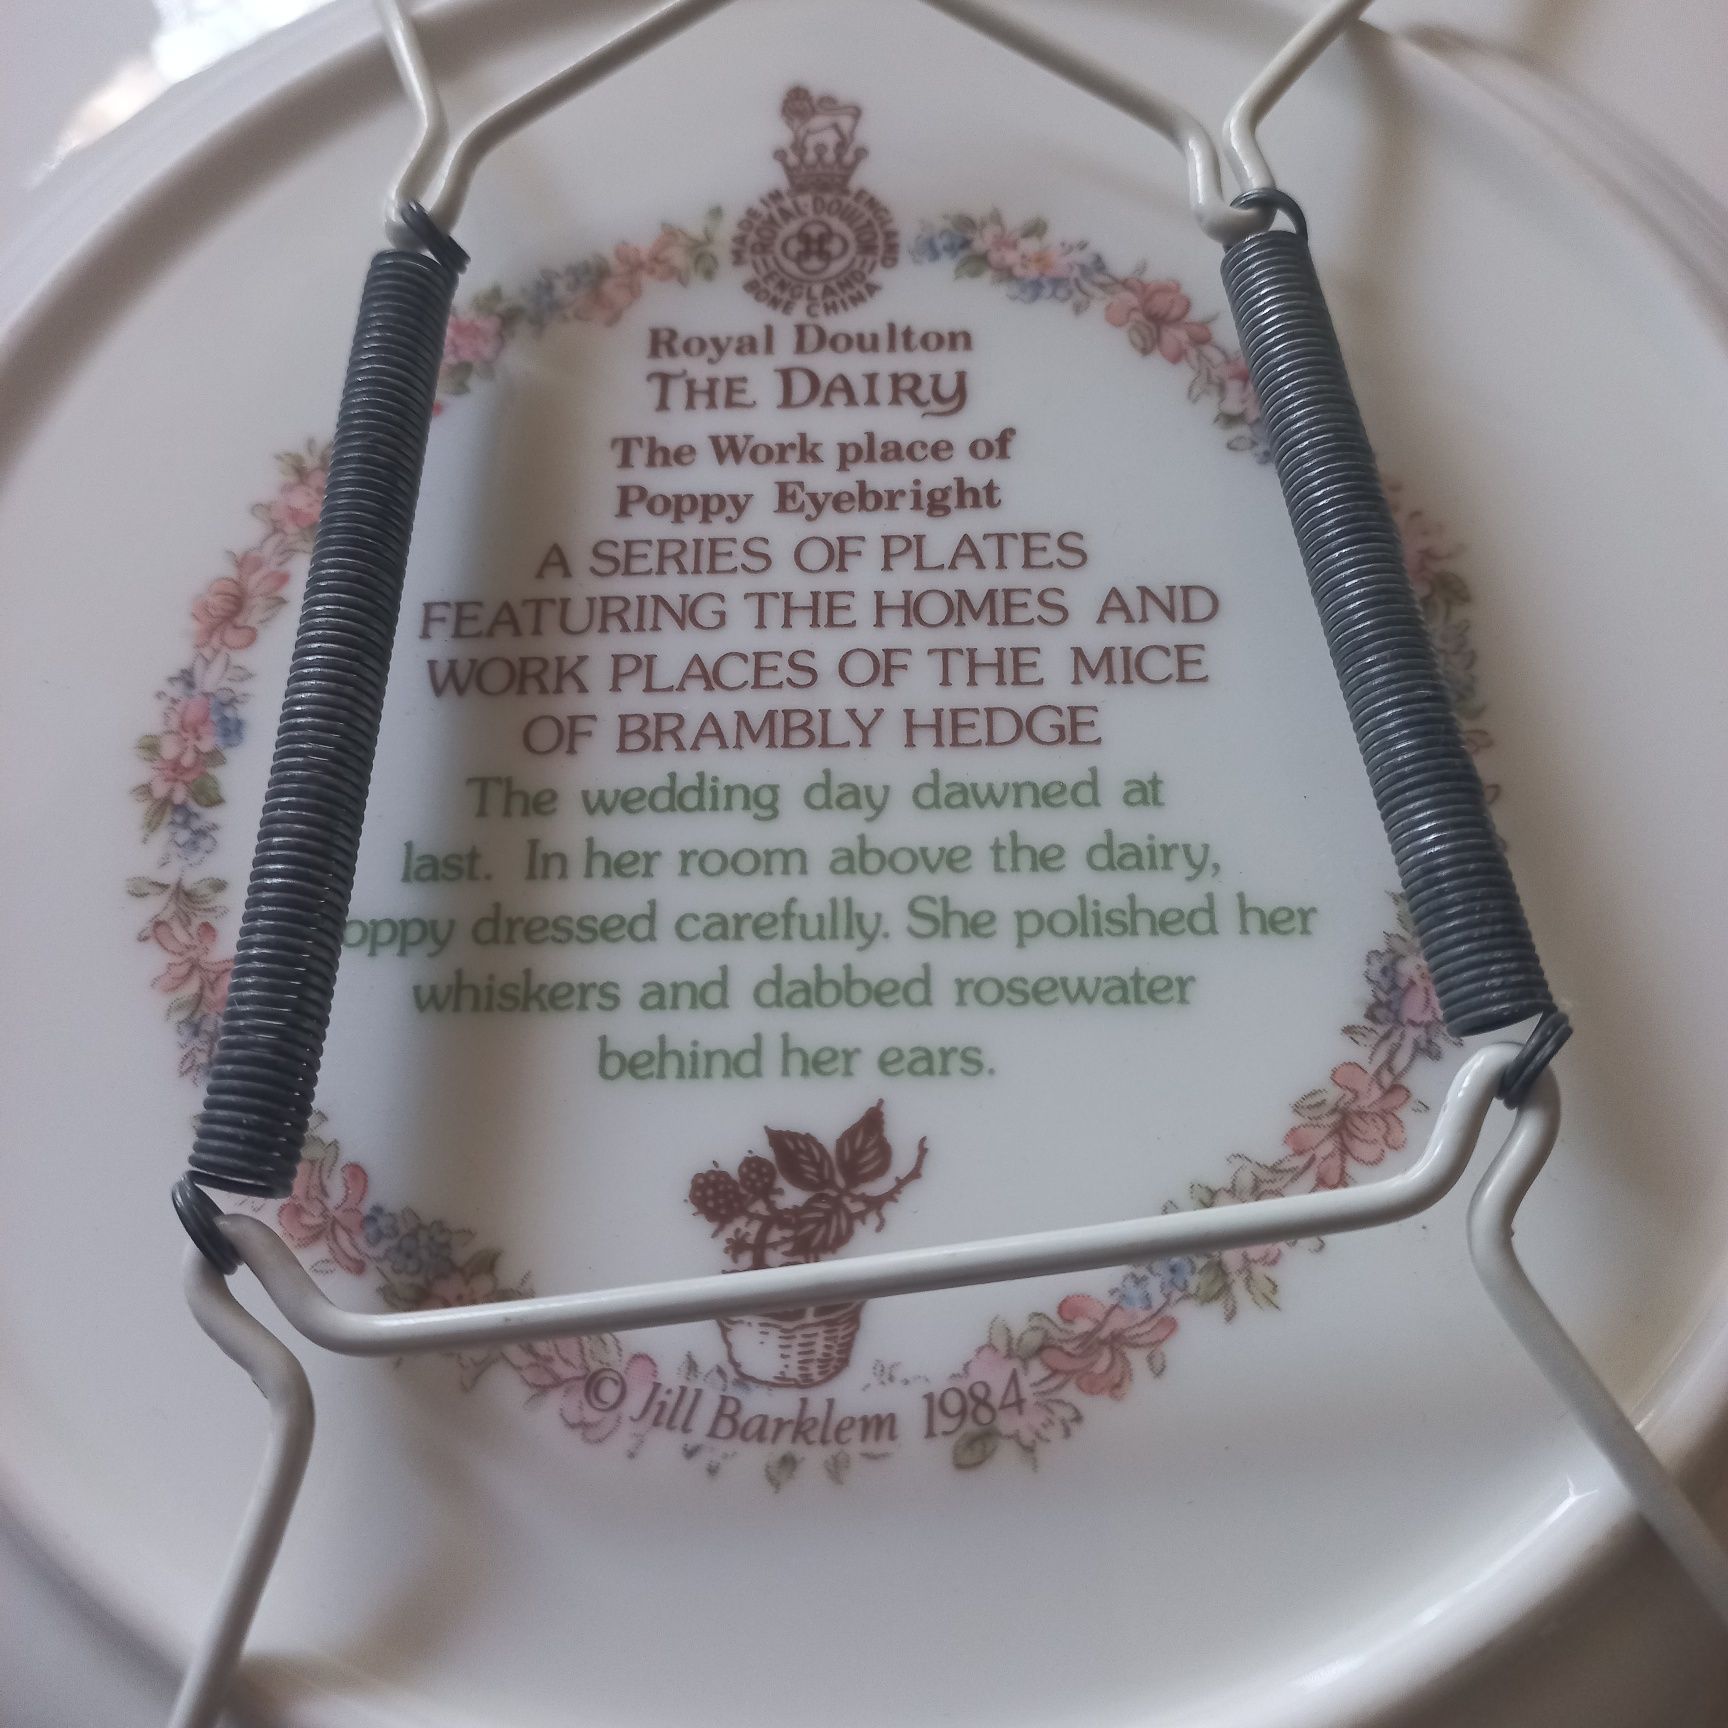 MADE IN ENGLAND
ROYAL·DOULTON
ENGLAND
BONE CHINA
Royal Doulton
THE DAIRY
The Work place of
Poppy Eyebright
A SERIES OF PLATES
FEATURING THE HOMES AND
WORK PLACES OF THE MICE
OF BRAMBLY HEDGE
The wedding day dawned at
last. In her room above the dairy,
oppy dressed carefully. She polished her
whiskers and dabbed rosewater
behind her ears.
© Jill Barklem 1984